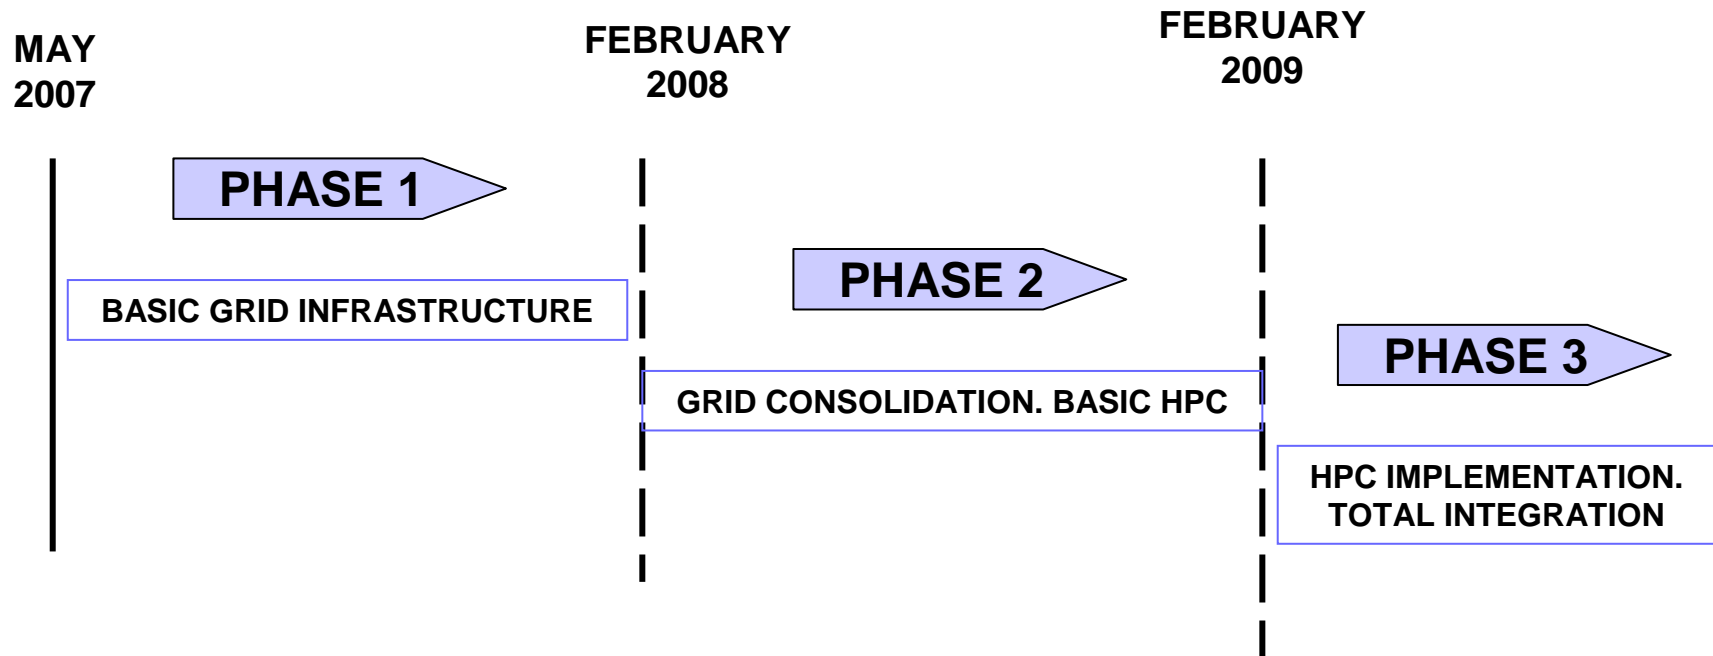 MAY
2007
FEBRUARY
2008
FEBRUARY
2009
PHASE 1
BASIC GRID INFRASTRUCTURE
PHASE 2
GRID CONSOLIDATION. BASIC HPC
PHASE 3
HPC IMPLEMENTATION.
TOTAL INTEGRATION